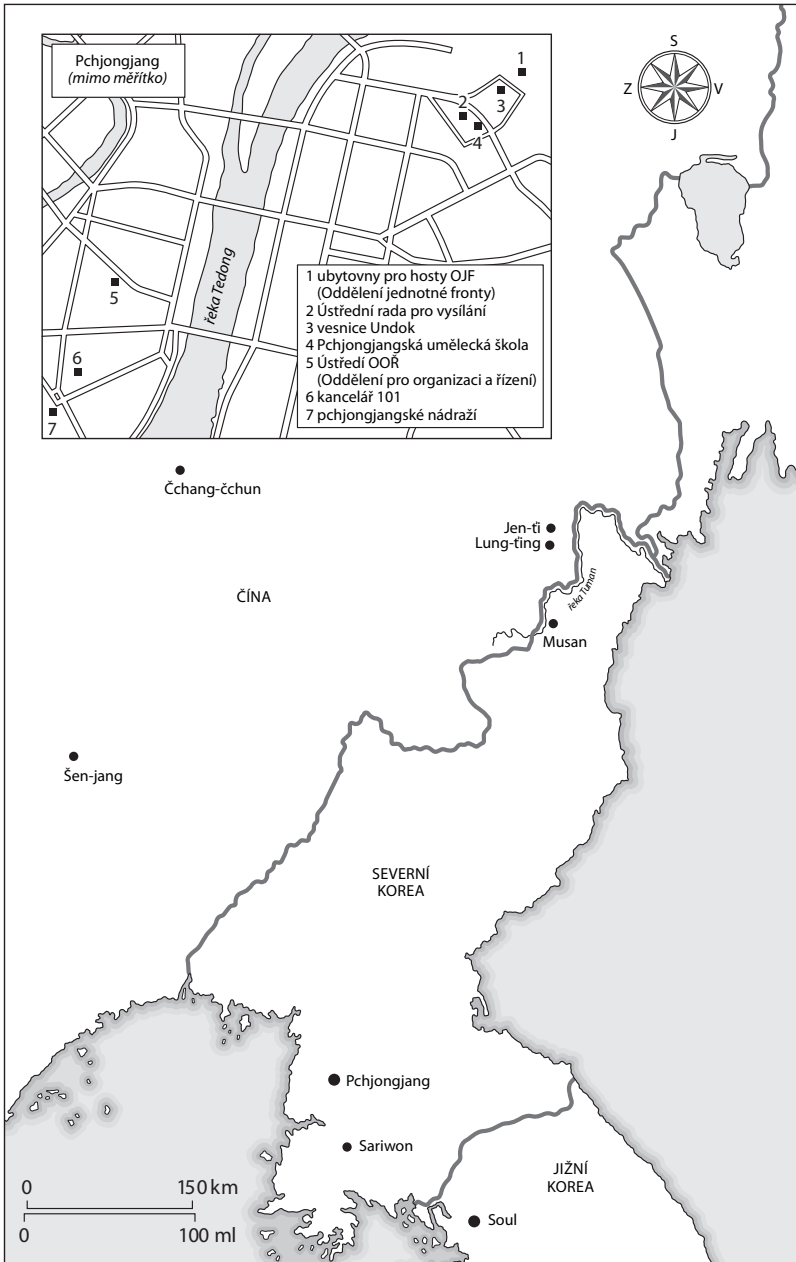 Pchjongjang
(mimo měřítko)
1
2
3
4
5
6
7
řeka Tedong
1 ubytovny pro hosty OJF
(Oddělení jednotné fronty)
2 Ústřední rada pro vysílání
3 vesnice Undok
4 Pchjongjangská umělecká škola
5 Ústředí OOŘ
(Oddělení pro organizaci a řízení)
6 kancelář 101
7 pchjongjangské nádraží
S
Z
V
J
Čchang-čchun
Jen-ťi
Lung-ťing
ČÍNA
řeka Tuman
Musan
Šen-jang
SEVERNÍ
KOREA
Pchjongjang
Sariwon
JIŽNÍ
KOREA
Soul
0 150 km
0 100 ml